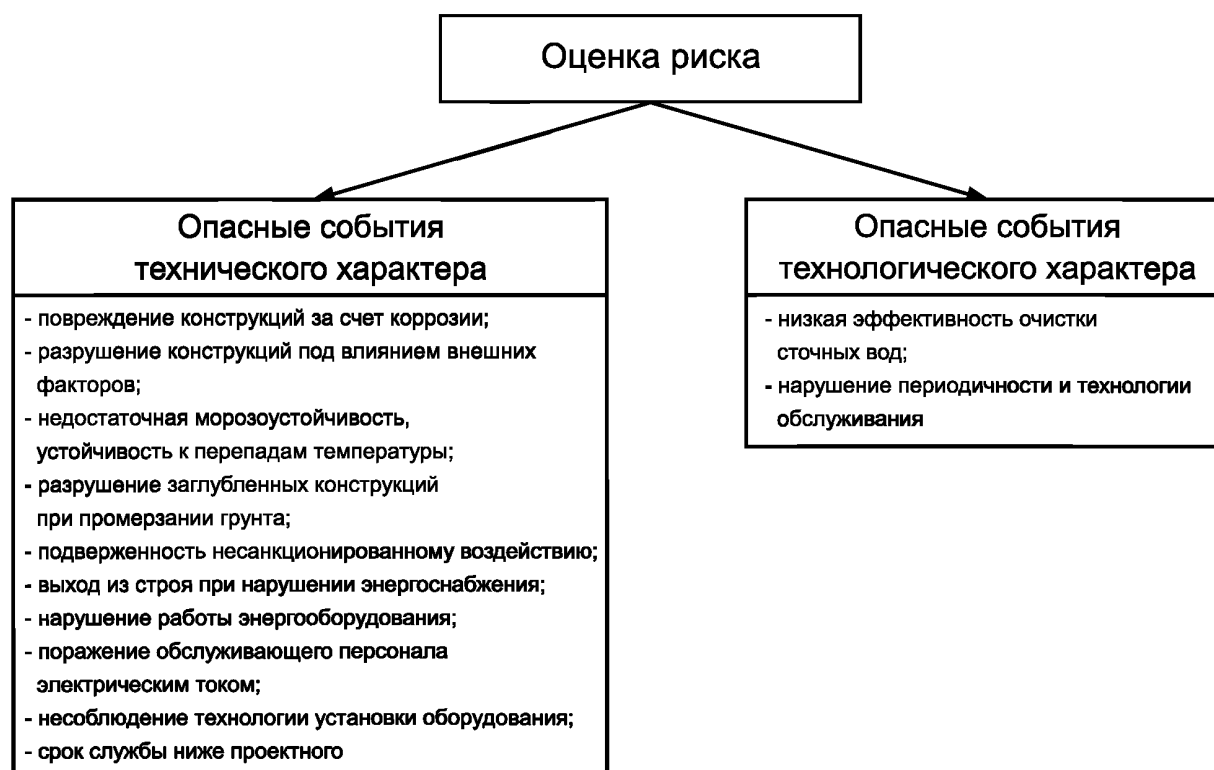 Оценка риска
Опасные события
технического характера
- повреждение конструкций за счет коррозии;
- разрушение конструкций под влиянием внешних
факторов;
- недостаточная морозоустойчивость,
устойчивость к перепадам температуры;
- разрушение заглубленных конструкций
при промерзании грунта;
- подверженность несанкционированному воздействию;
- выход из строя при нарушении энергоснабжения;
- нарушение работы энергооборудования;
- поражение обслуживающего персонала
электрическим током;
- несоблюдение технологии установки оборудования;
- срок службы ниже проектного
Опасные события
технологического характера
- низкая эффективность очистки
сточных вод;
- нарушение периодичности и технологии
обслуживания